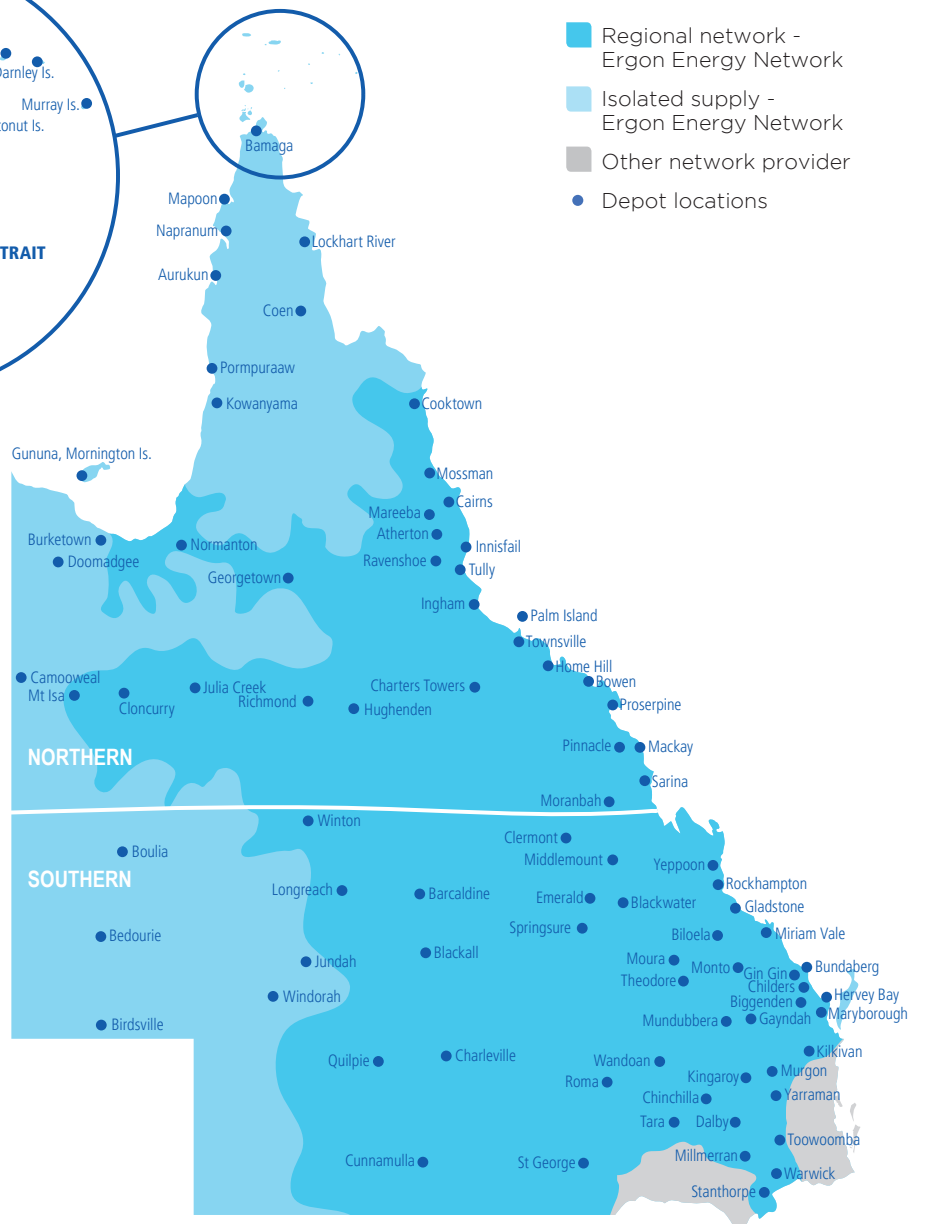 Regional network -
Ergon Energy Network
Isolated supply -
Ergon Energy Network
Other network provider
Depot locations
Darnley Is.
Murray Is.
TRAIT
Bamaga
Mapoon
Napranum
Lockhart River
Aurukun
Coen
Pormpuraaw
Kowanyama
Cooktown
Gununa, Mornington Is.
Mossman
Cairns
Mareeba
Atherton
Burketown
Normanton
Innisfail
Doomadgee
Ravenshoe
Tully
Georgetown
Ingham
Palm Island
Townsville
Home Hill
Camooweal
Bowen
Mt Isa
Julia Creek
Charters Towers
Cloncurry
Richmond
Hughenden
Proserpine
Pinnacle
Mackay
NORTHERN
Sarina
Moranbah
Winton
Clermont
Boulia
Middlemount
Yeppoon
SOUTHERN
Rockhampton
Longreach
Barcaldine
Emerald
Blackwater
Gladstone
Springsure
Bedourie
Biloela
Miriam Vale
Blackall
Jundah
Moura
Monto
Bundaberg
Gin Gin
Theodore
Childers
Windorah
Hervey Bay
Biggenden
Maryborough
Birdsville
Mundubbera
Gayndah
Kilkivan
Quilpie
Charleville
Wandoan
Murgon
Roma
Kingaroy
Yarraman
Chinchilla
Tara
Dalby
Toowoomba
Cunnamulla
St George
Millmerran
Warwick
Stanthorpe